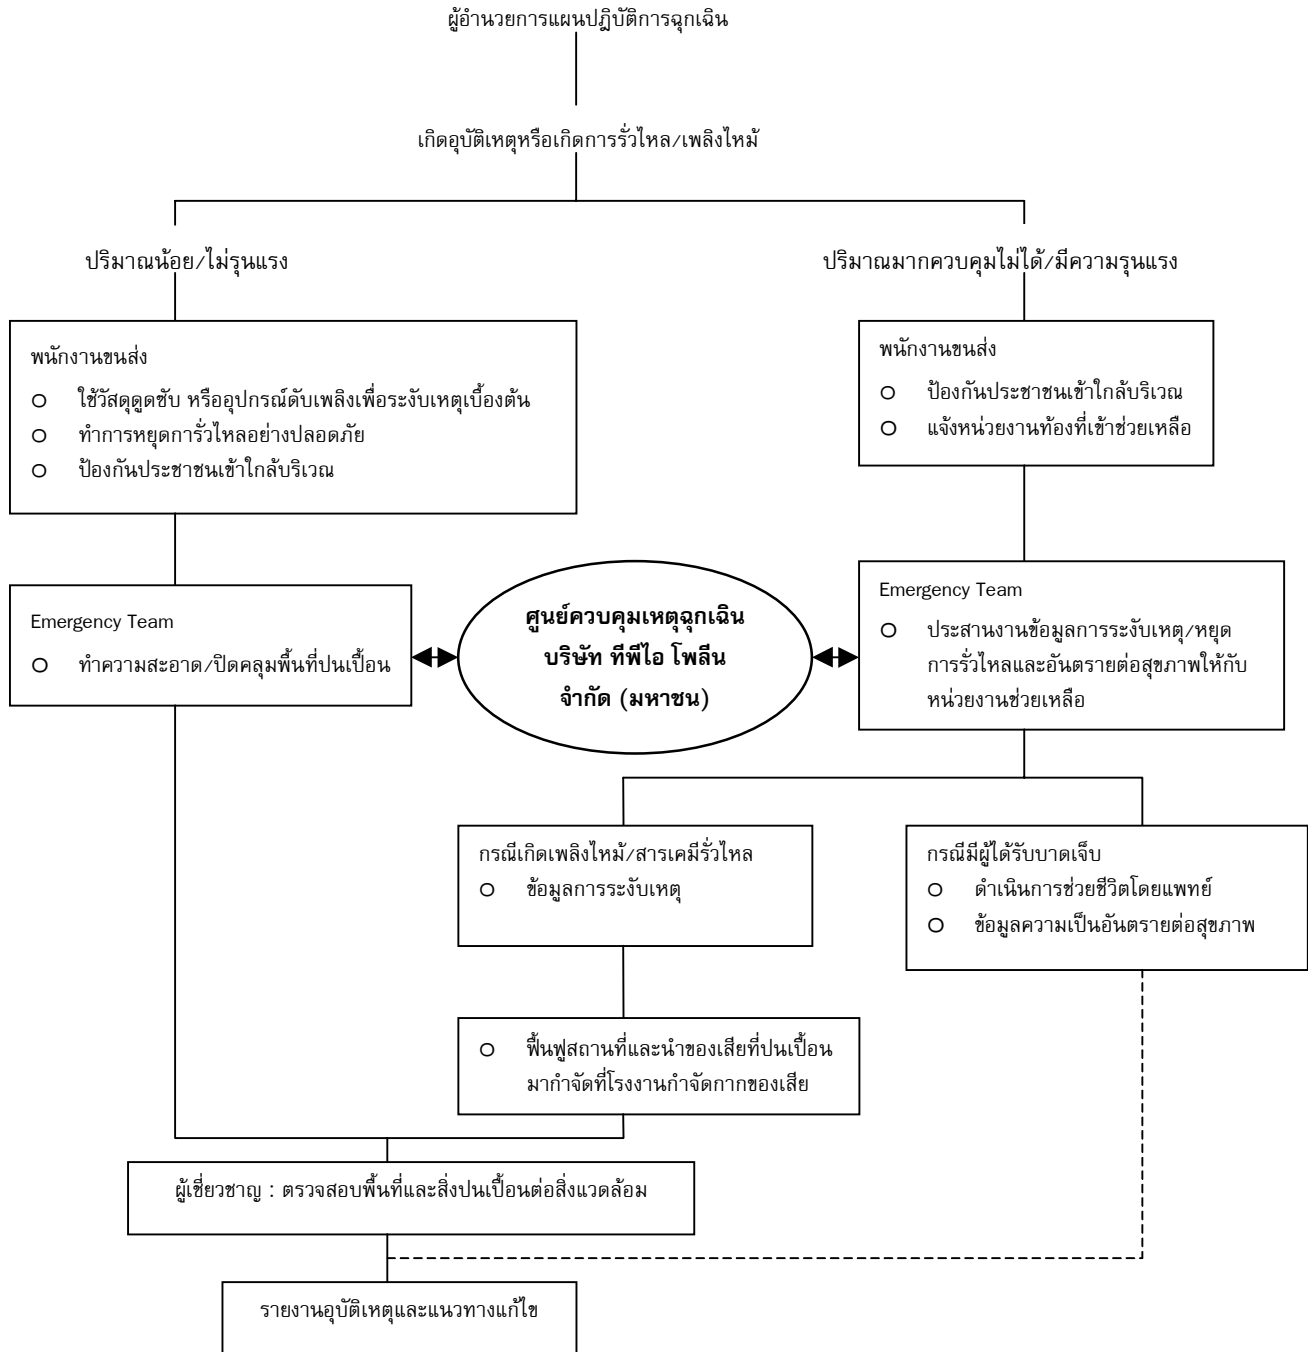 ผู้อำนวยการแผนปฎิบัติการฉุกเฉิน
เกิดอุบัติเหตุหรือเกิดการรั่วไหล/เพลิงไหม้
ปริมาณน้อย/ไม่รุนแรง
ปริมาณมากควบคุมไม่ได้/มีความรุนแรง
พนักงานขนส่ง
ใช้วัสดุดูดซับ หรืออุปกรณ์ดับเพลิงเพื่อระงับเหตุเบื้องต้น
ทำการหยุดการั่วไหลอย่างปลอดภัย
ป้องกันประชาชนเข้าใกล้บริเวณ
พนักงานขนส่ง
ป้องกันประชาชนเข้าใกล้บริเวณ
แจ้งหน่วยงานท้องที่เข้าช่วยเหลือ
Emergency Team
ทำความสะอาด/ปิดคลุมพื้นที่ปนเปื้อน
ศูนย์ควบคุมเหตุฉุกเฉิน
บริษัท ทีพีไอ โพลีน
จำกัด (มหาชน)
Emergency Team
ประสานงานข้อมูลการระงับเหตุ/หยุด
การรั่วไหลและอันตรายต่อสุขภาพให้กับ
หน่วยงานช่วยเหลือ
กรณีเกิดเพลิงไหม้/สารเคมีรั่วไหล
ข้อมูลการระงับเหตุ
กรณีมีผู้ได้รับบาดเจ็บ
ดำเนินการช่วยชีวิตโดยแพทย์
ข้อมูลความเป็นอันตรายต่อสุขภาพ
ฟื้นฟูสถานที่และนำของเสียที่ปนเปื้อน
มากำจัดที่โรงงานกำจัดกากของเสีย
ผู้เชี่ยวชาญ : ตรวจสอบพื้นที่และสิ่งปนเปื้อนต่อสิ่งแวดล้อม
รายงานอุบัติเหตุและแนวทางแก้ไข